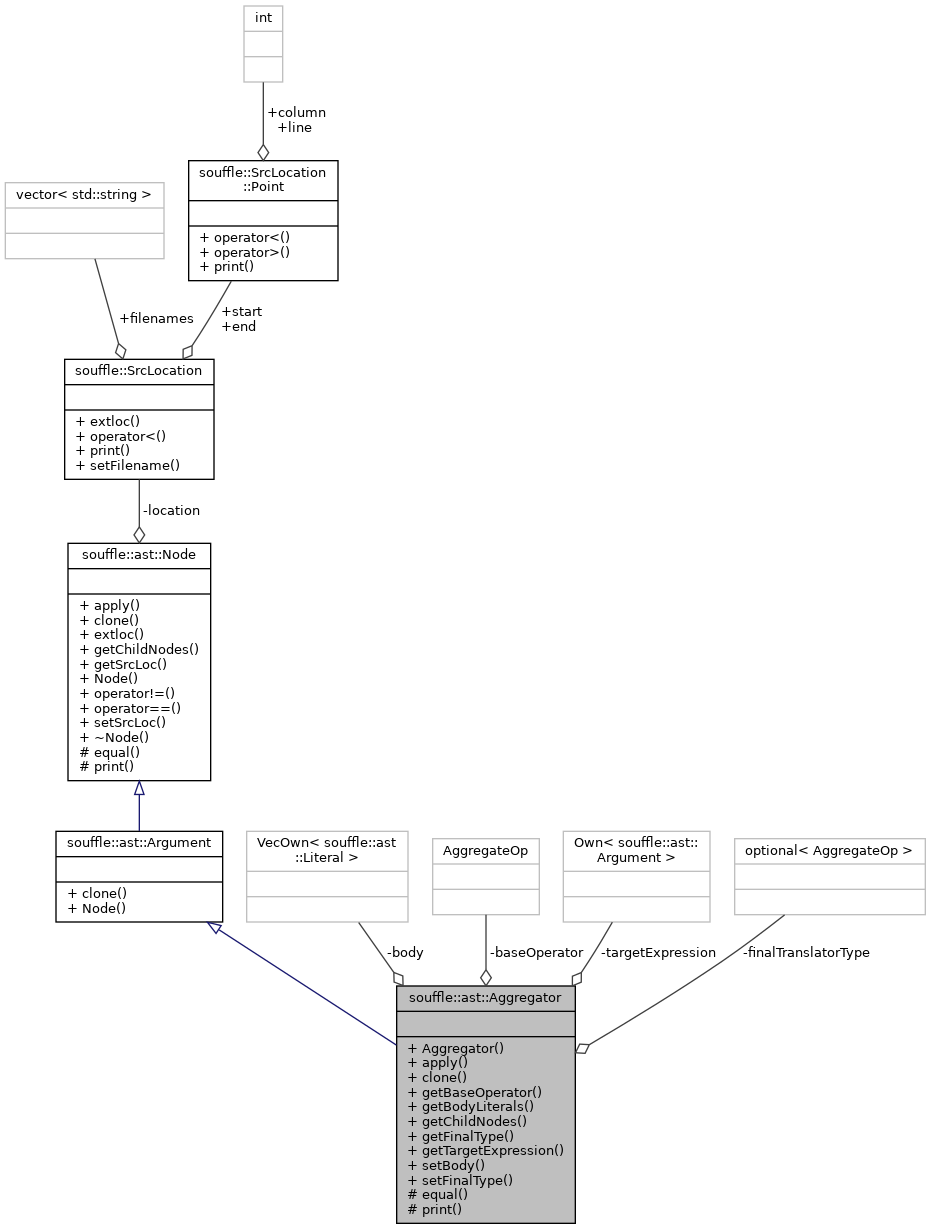 int
+column
+line
souffle::SrcLocation
::Point
+ operator<()
+ operator>()
+ print()
vector< std::string >
+filenames
+start
+end
souffle::SrcLocation
+ extloc()
+ operator<()
+ print()
+ setFilename()
-location
souffle::ast::Node
+ apply()
+ clone()
+ extloc()
+ getChildNodes()
+ getSrcLoc()
+ Node()
+ operator!=()
+ operator==()
+ setSrcLoc()
+ ~Node()
# equal()
# print()
souffle::ast::Argument
+ clone()
+ Node()
VecOwn< souffle::ast
::Literal >
AggregateOp
Own< souffle::ast::
Argument >
optional< AggregateOp >
-body
-baseOperator
-targetExpression
-finalTranslatorType
souffle::ast::Aggregator
+ Aggregator()
+ apply()
+ clone()
+ getBaseOperator()
+ getBodyLiterals()
+ getChildNodes()
+ getFinalType()
+ getTargetExpression()
+ setBody()
+ setFinalType()
# equal()
# print()